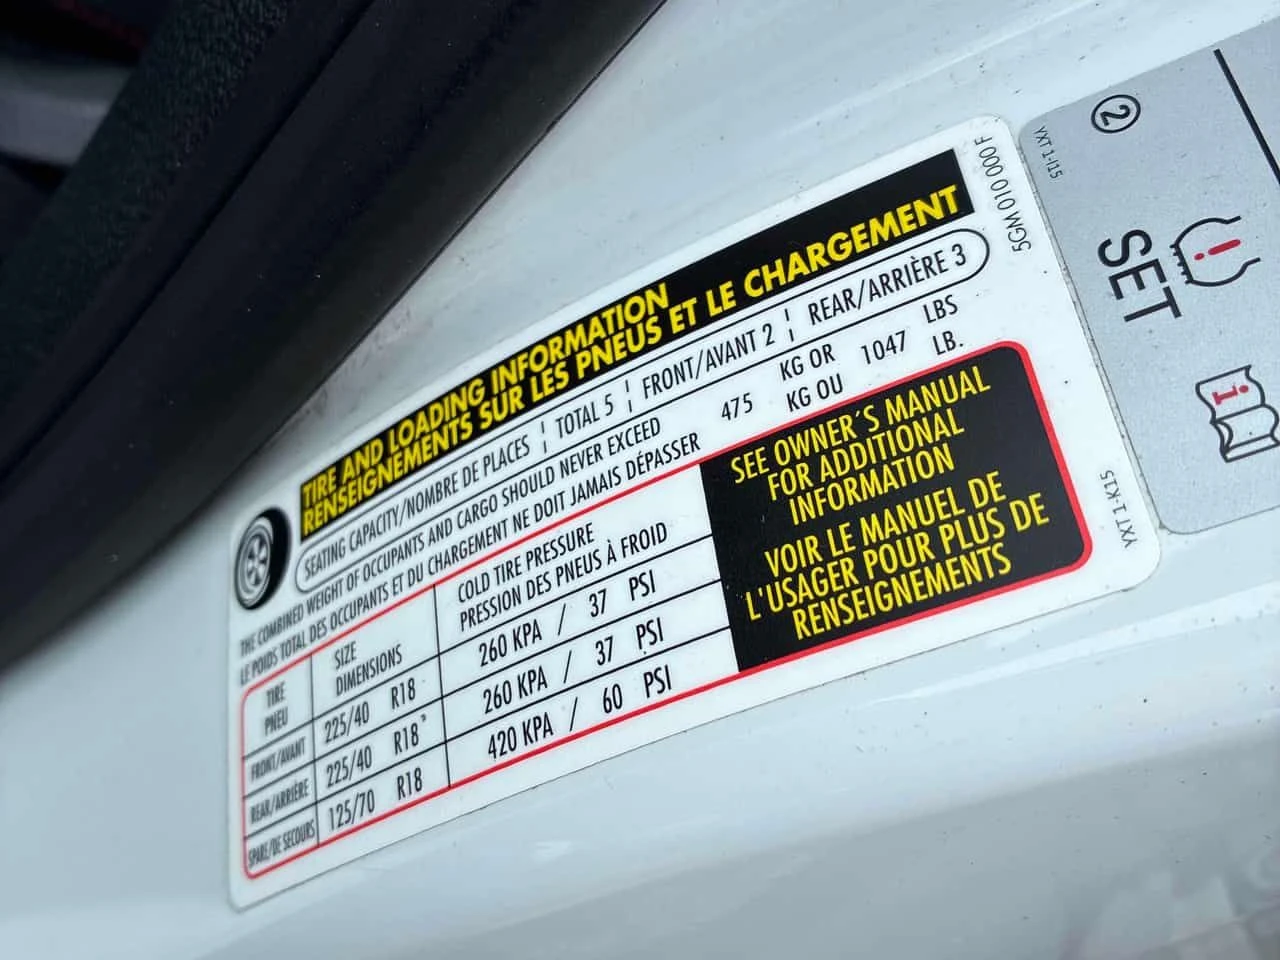 TIRE AND LOADING INFORMATION
RENSEIGNEMENTS SUR LES PNEUS ET LE CHARGEMENT
SEATING CAPACITY/NOMBRE DE PLACES ¦ TOTAL 5 ¦ FRONT/AVANT 2 ¦ REAR/ARRIÈRE 3
THE COMBINED WEIGHT OF OCCUPANTS AND CARGO SHOULD NEVER EXCEED 475 KG OR 1047 LBS
LE POIDS TOTAL DES OCCUPANTS ET DU CHARGEMENT NE DOIT JAMAIS DÉPASSER KG OU LB.
TIRE
PNEU
SIZE
DIMENSIONS
COLD TIRE PRESSURE
PRESSION DES PNEUS À FROID
FRONT/AVANT 225/40 R18 260 KPA / 37 PSI
REAR/ARRIÈRE 225/40 R18 260 KPA / 37 PSI
SPARE/DE SECOURS 125/70 R18 420 KPA / 60 PSI
SEE OWNER'S MANUAL
FOR ADDITIONAL
INFORMATION
VOIR LE MANUEL DE
L'USAGER POUR PLUS DE
RENSEIGNEMENTS
5GM 010 000 F
YXT 1-K15
2
YXT 1-I15
SET